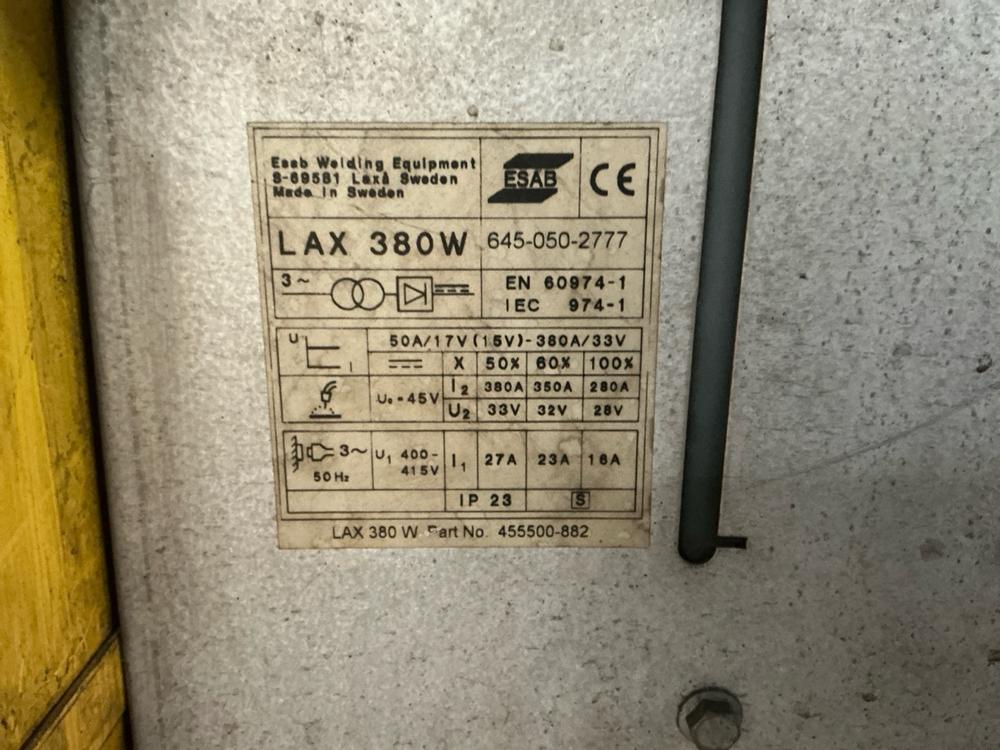 Esab Welding Equipment
S-69581 Laxå Sweden
Made in Sweden
ESAB
CE
LAX 380W
645-050-2777
3~
EN 60974-1
IEC 974-1
U
I
50A/17V (15V)-380A/33V
X 50% 60% 100%
U₀-45V
I₂ 380A 350A 280A
U₂ 33V 32V 28V
3~
50Hz
U₁ 400-
415V
I₁ 27A 23A 16A
IP 23
S
LAX 380 W Part No. 455500-882